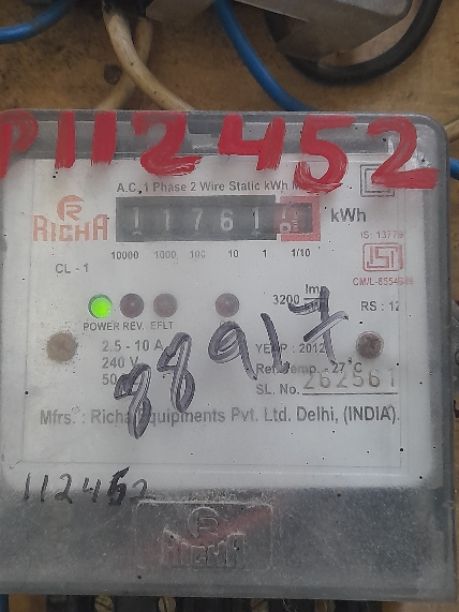 P112452
A.C. 1 Phase 2 Wire Static kWh
RICHA
11761
kWh
IS: 13779
10000 1000 100 10 1 1/10
CL - 1
CM/L-8554
3200
RS : 12
POWER REV. EFLT
2.5 - 10 A
YEAR : 2012
240 V
Ref. Temp. - 27°C
50
SL. No. 262561
88917
Mfrs. : Richa Equipments Pvt. Ltd. Delhi, (INDIA)
112452
RICHA